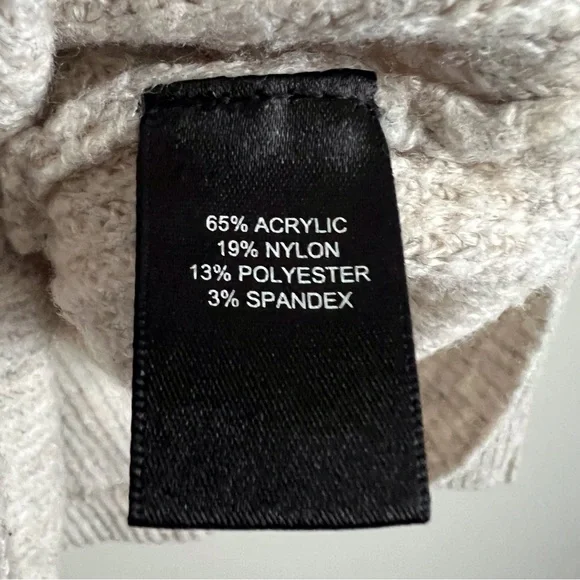 65% ACRYLIC
19% NYLON
13% POLYESTER
3% SPANDEX